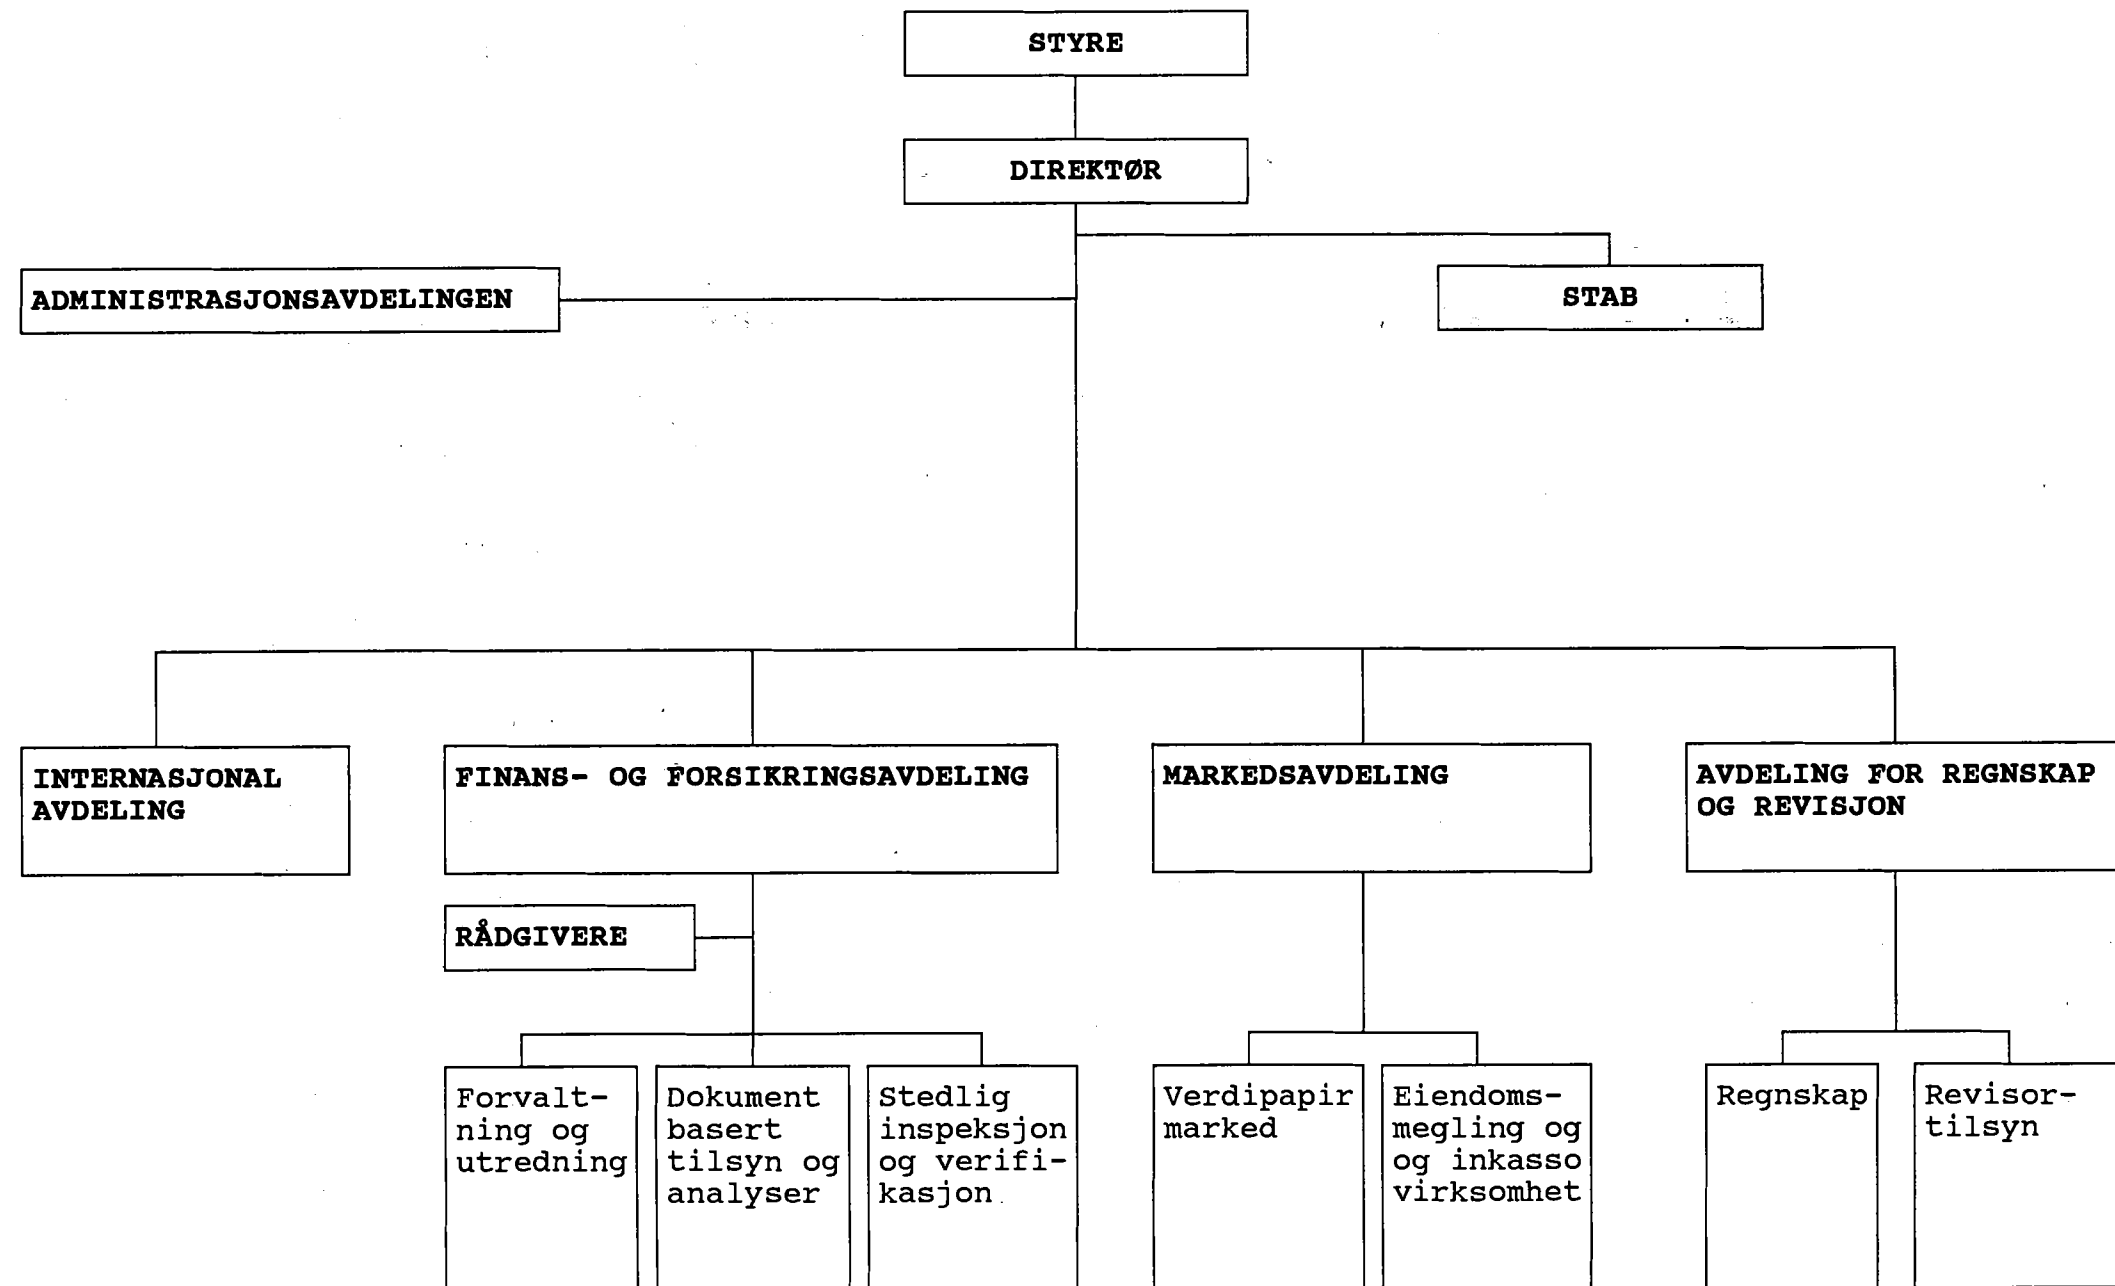 STYRE
DIREKTØR
ADMINISTRASJONSAVDELINGEN
STAB
INTERNASJONAL
AVDELING
FINANS- OG FORSIKRINGSAVDELING
MARKEDSAVDELING
AVDELING FOR REGNSKAP
OG REVISJON
RÅDGIVERE
Forvalt-
ning og
utredning
Dokument
basert
tilsyn og
analyser
Stedlig
inspeksjon
og verifi-
kasjon
Verdipapir
marked
Eiendoms-
megling og
og inkasso
virksomhet
Regnskap
Revisor-
tilsyn